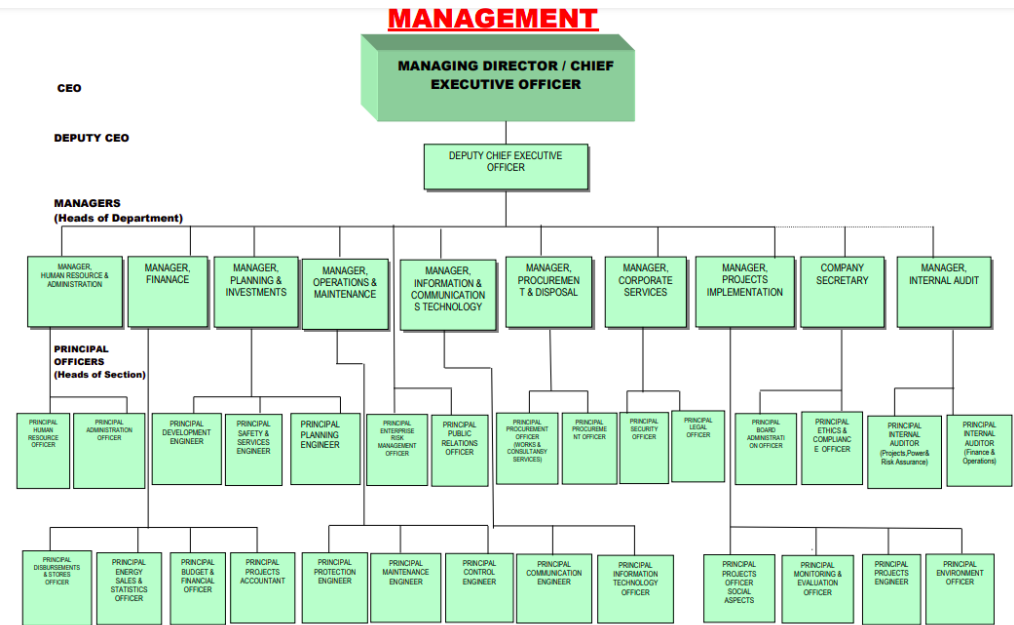 MANAGEMENT
MANAGING DIRECTOR / CHIEF
EXECUTIVE OFFICER
CEO
DEPUTY CEO
DEPUTY CHIEF EXECUTIVE
OFFICER
MANAGERS
(Heads of Department)
MANAGER,
HUMAN RESOURCE &
ADMINISTRATION
MANAGER,
FINANACE
MANAGER,
PLANNING &
INVESTMENTS
MANAGER,
OPERATIONS &
MAINTENANCE
MANAGER,
INFORMATION &
COMMUNICATION
S TECHNOLOGY
MANAGER,
PROCUREMEN
T & DISPOSAL
MANAGER,
CORPORATE
SERVICES
MANAGER,
PROJECTS
IMPLEMENTATION
COMPANY
SECRETARY
MANAGER,
INTERNAL AUDIT
PRINCIPAL
OFFICERS
(Heads of Section)
PRINCIPAL
HUMAN
RESOURCE
OFFICER
PRINCIPAL
ADMINISTRATION
OFFICER
PRINCIPAL
DEVELOPMENT
ENGINEER
PRINCIPAL
SAFETY &
SERVICES
ENGINEER
PRINCIPAL
PLANNING
ENGINEER
PRINCIPAL
ENTERPRISE
RISK
MANAGEMENT
OFFICER
PRINCIPAL
PUBLIC
RELATIONS
OFFICER
PRINCIPAL
PROCUREMENT
OFFICER
(WORKS &
CONSULTANSY
SERVICES)
PRINCIPAL
PROCUREME
NT OFFICER
PRINCIPAL
SECURITY
OFFICER
PRINCIPAL
LEGAL
OFFICER
PRINCIPAL
BOARD
ADMINISTRATI
ON OFFICER
PRINCIPAL
ETHICS &
COMPLIANC
E OFFICER
PRINCIPAL
INTERNAL
AUDITOR
(Projects,Power&
Risk Assurance)
PRINCIPAL
INTERNAL
AUDITOR
(Finance &
Operations)
PRINCIPAL
DISBURSEMENTS
& STORES
OFFICER
PRINCIPAL
ENERGY
SALES &
STATISTICS
OFFICER
PRINCIPAL
BUDGET &
FINANCIAL
OFFICER
PRINCIPAL
PROJECTS
ACCOUNTANT
PRINCIPAL
PROTECTION
ENGINEER
PRINCIPAL
MAINTENANCE
ENGINEER
PRINCIPAL
CONTROL
ENGINEER
PRINCIPAL
COMMUNICATION
ENGINEER
PRINCIPAL
INFORMATION
TECHNOLOGY
OFFICER
PRINCIPAL
PROJECTS
OFFICER
SOCIAL
ASPECTS
PRINCIPAL
MONITORING &
EVALUATION
OFFICER
PRINCIPAL
PROJECTS
ENGINEER
PRINCIPAL
ENVIRONMENT
OFFICER